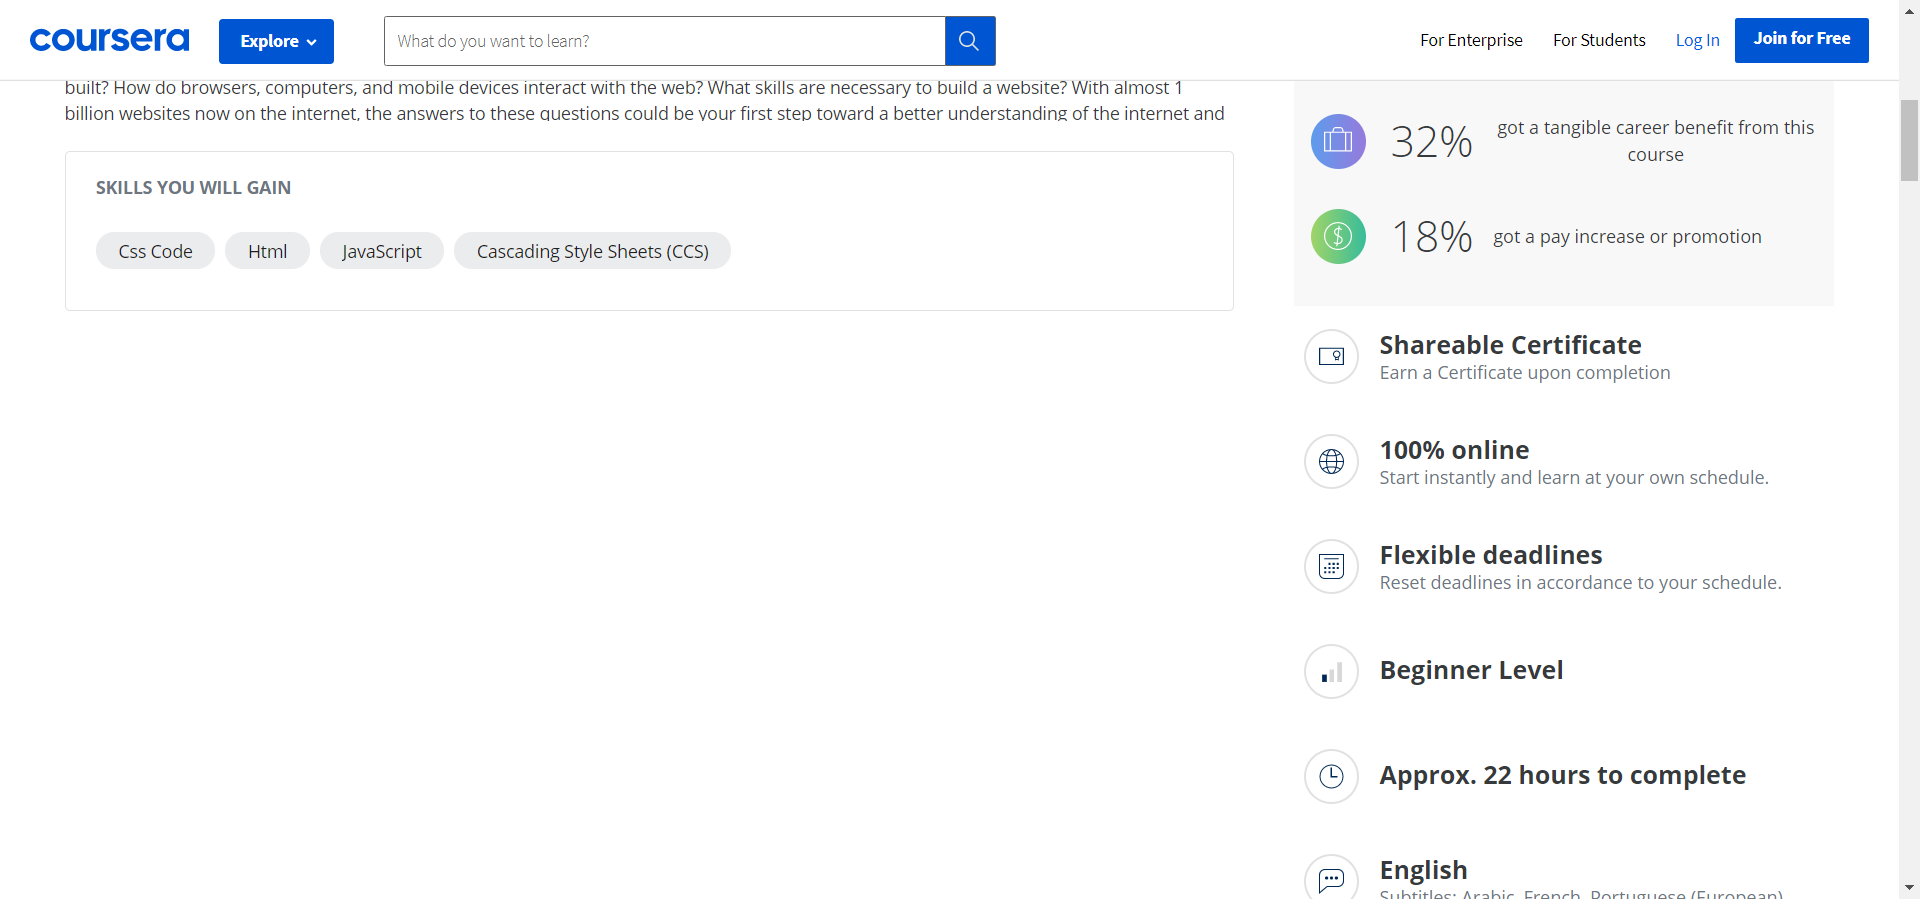 coursera
Explore
What do you want to learn?
For Enterprise
For Students
Log In
Join for Free
built? How do browsers, computers, and mobile devices interact with the web? What skills are necessary to build a website? With almost 1
billion websites now on the internet, the answers to these questions could be your first step toward a better understanding of the internet and
SKILLS YOU WILL GAIN
Css Code
Html
JavaScript
Cascading Style Sheets (CCS)
32%
got a tangible career benefit from this
course
18%
got a pay increase or promotion
Shareable Certificate
Earn a Certificate upon completion
100% online
Start instantly and learn at your own schedule.
Flexible deadlines
Reset deadlines in accordance to your schedule.
Beginner Level
Approx. 22 hours to complete
English
Subtitles: Arabic, French, Portuguese (European)